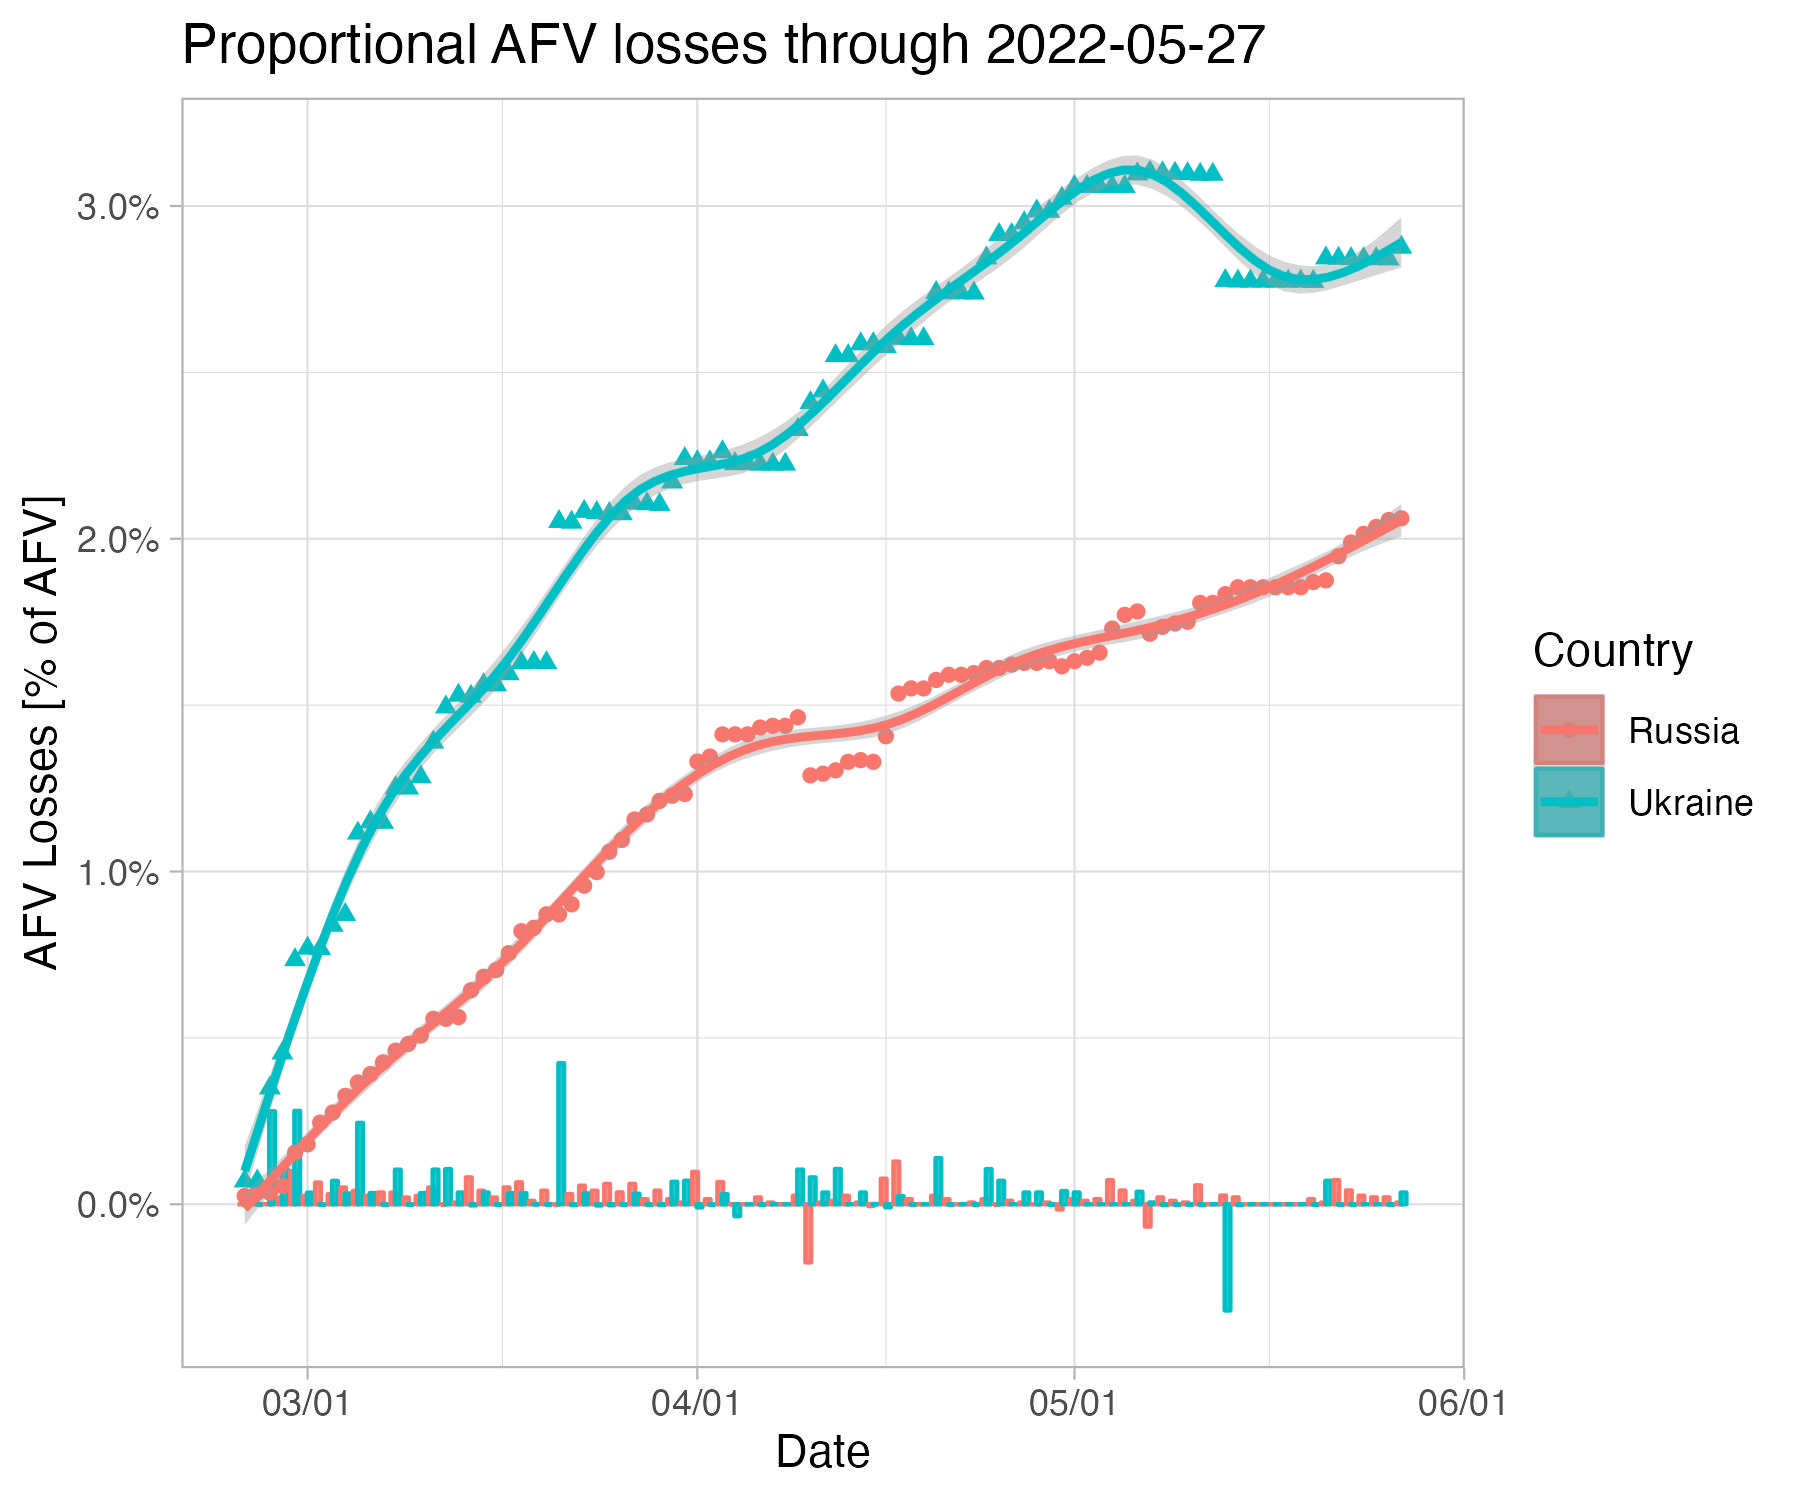 Proportional AFV losses through 2022-05-27
AFV Losses [% of AFV]
3.0%
2.0%
1.0%
0.0%
03/01
04/01
05/01
06/01
Date
Country
Russia
Ukraine